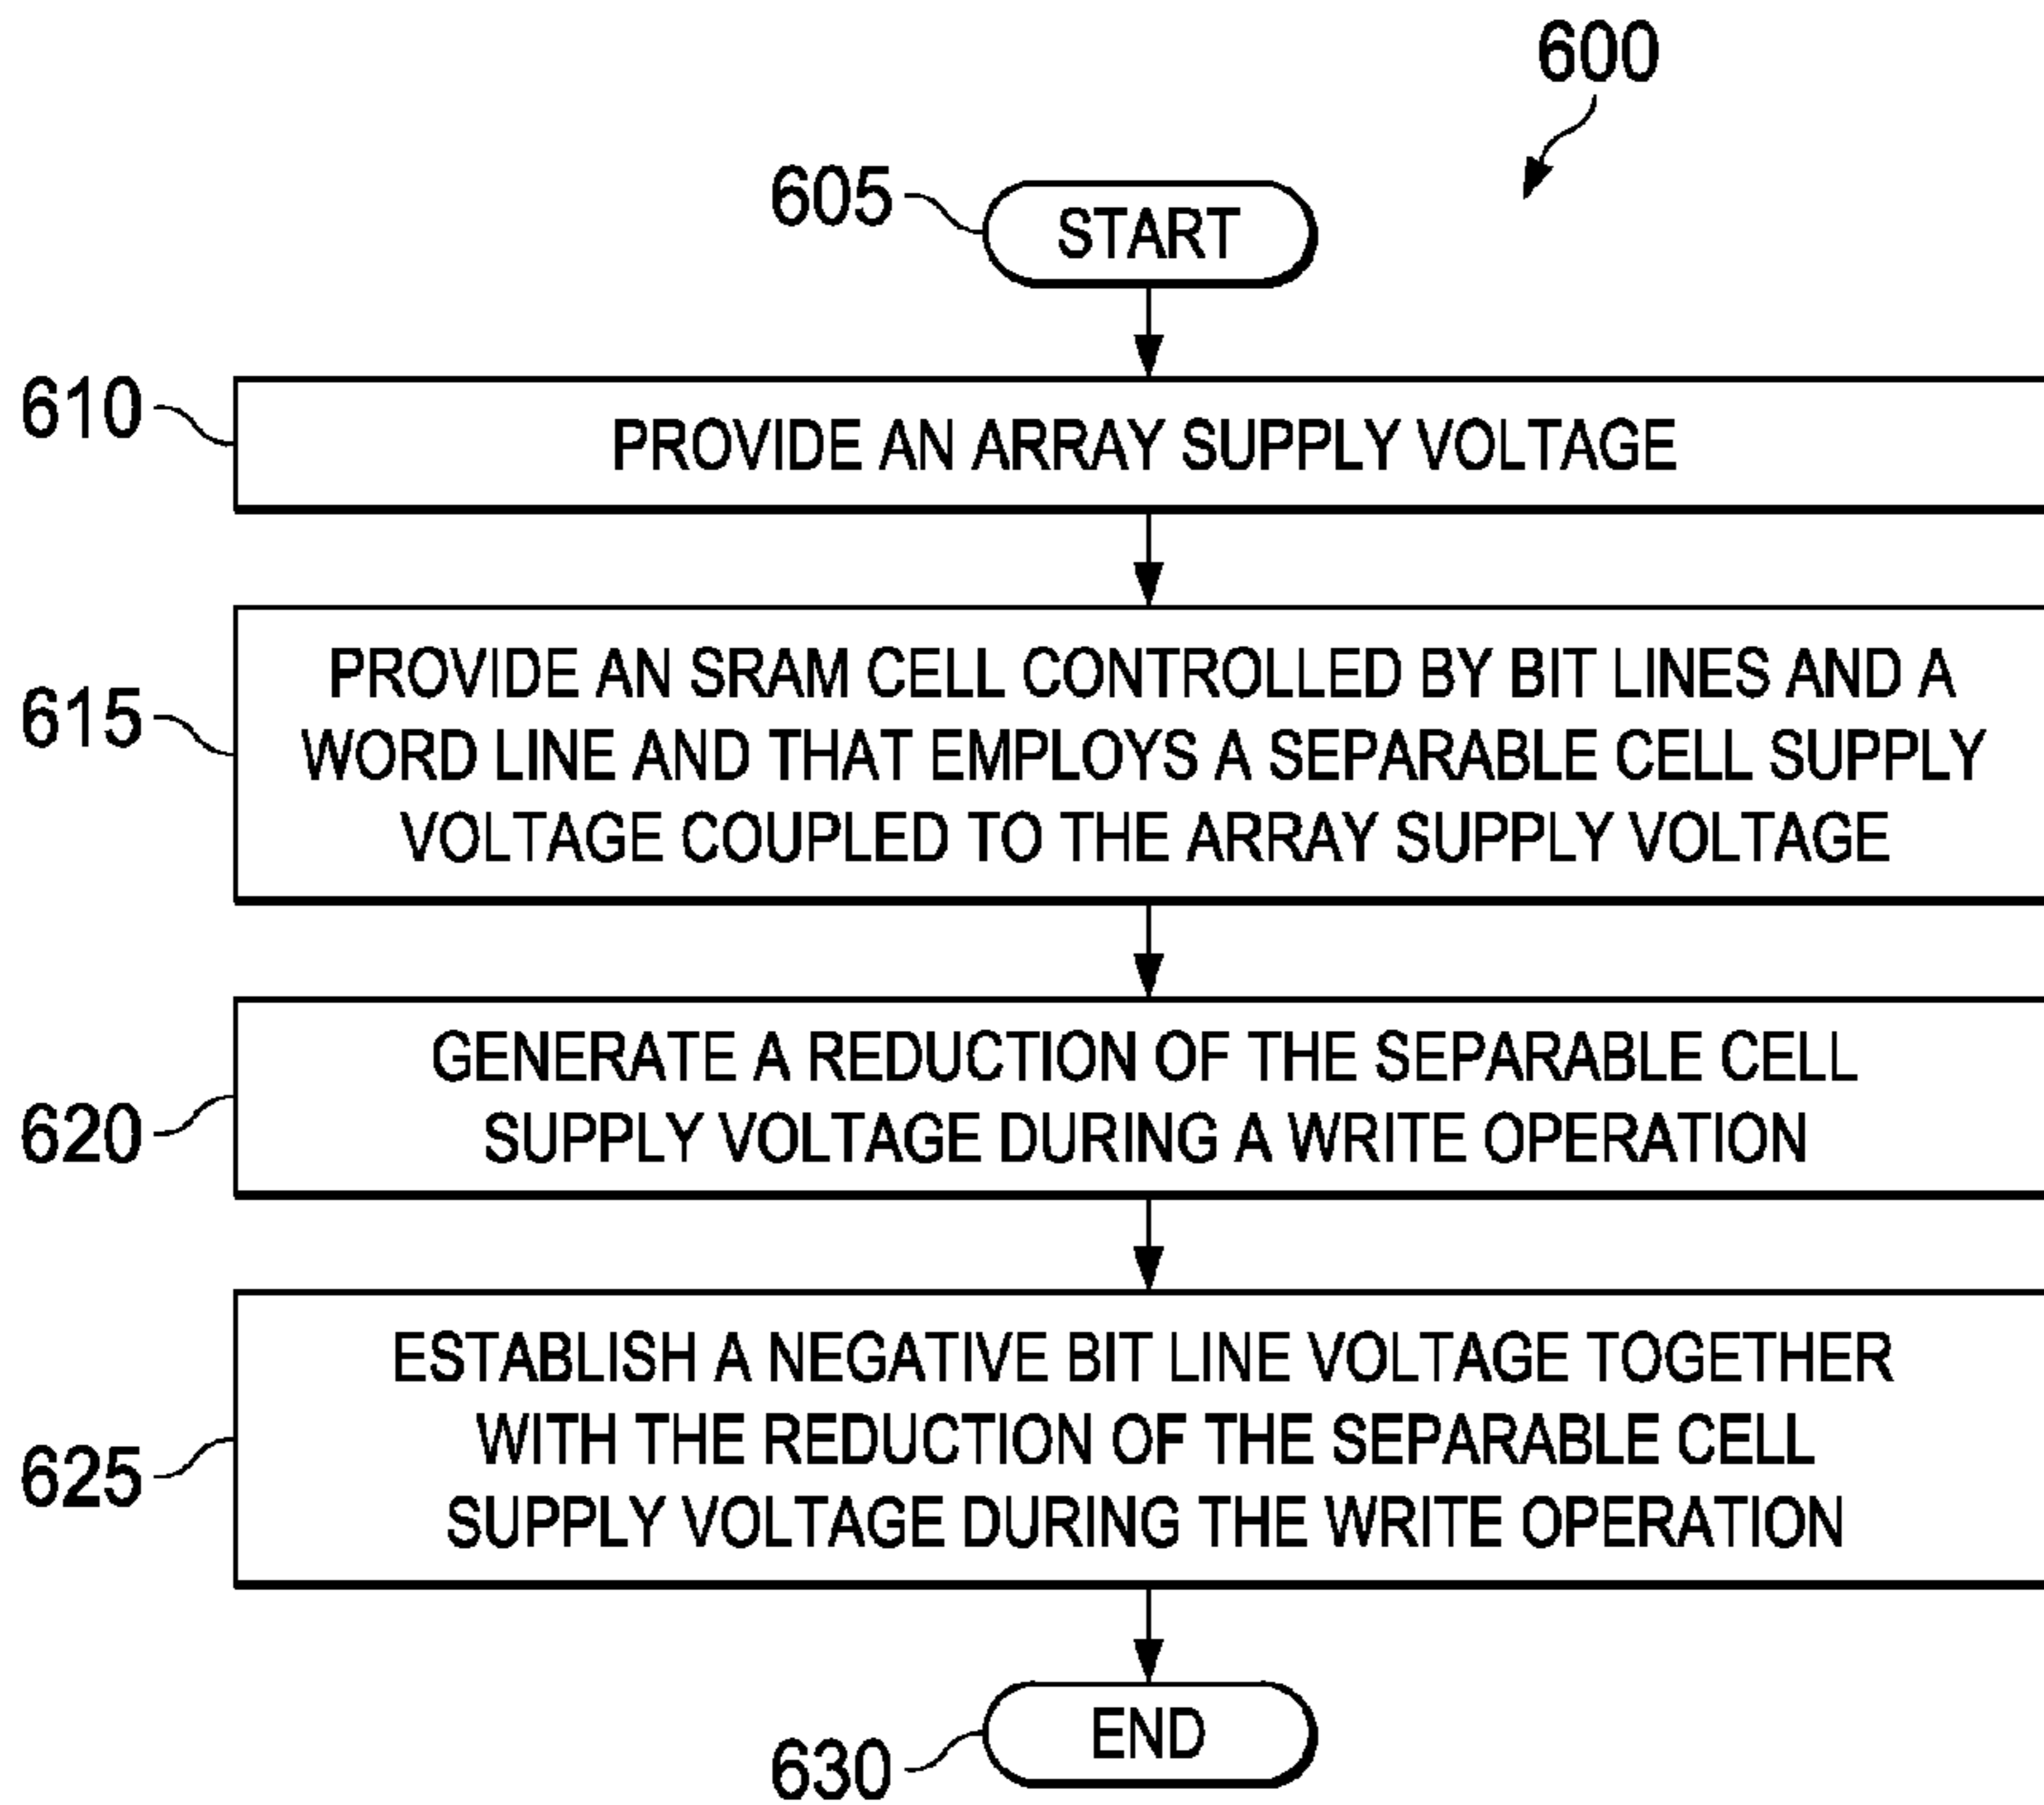 600
605
START
610
PROVIDE AN ARRAY SUPPLY VOLTAGE
615
PROVIDE AN SRAM CELL CONTROLLED BY BIT LINES AND A
WORD LINE AND THAT EMPLOYS A SEPARABLE CELL SUPPLY
VOLTAGE COUPLED TO THE ARRAY SUPPLY VOLTAGE
620
GENERATE A REDUCTION OF THE SEPARABLE CELL
SUPPLY VOLTAGE DURING A WRITE OPERATION
625
ESTABLISH A NEGATIVE BIT LINE VOLTAGE TOGETHER
WITH THE REDUCTION OF THE SEPARABLE CELL
SUPPLY VOLTAGE DURING THE WRITE OPERATION
630
END